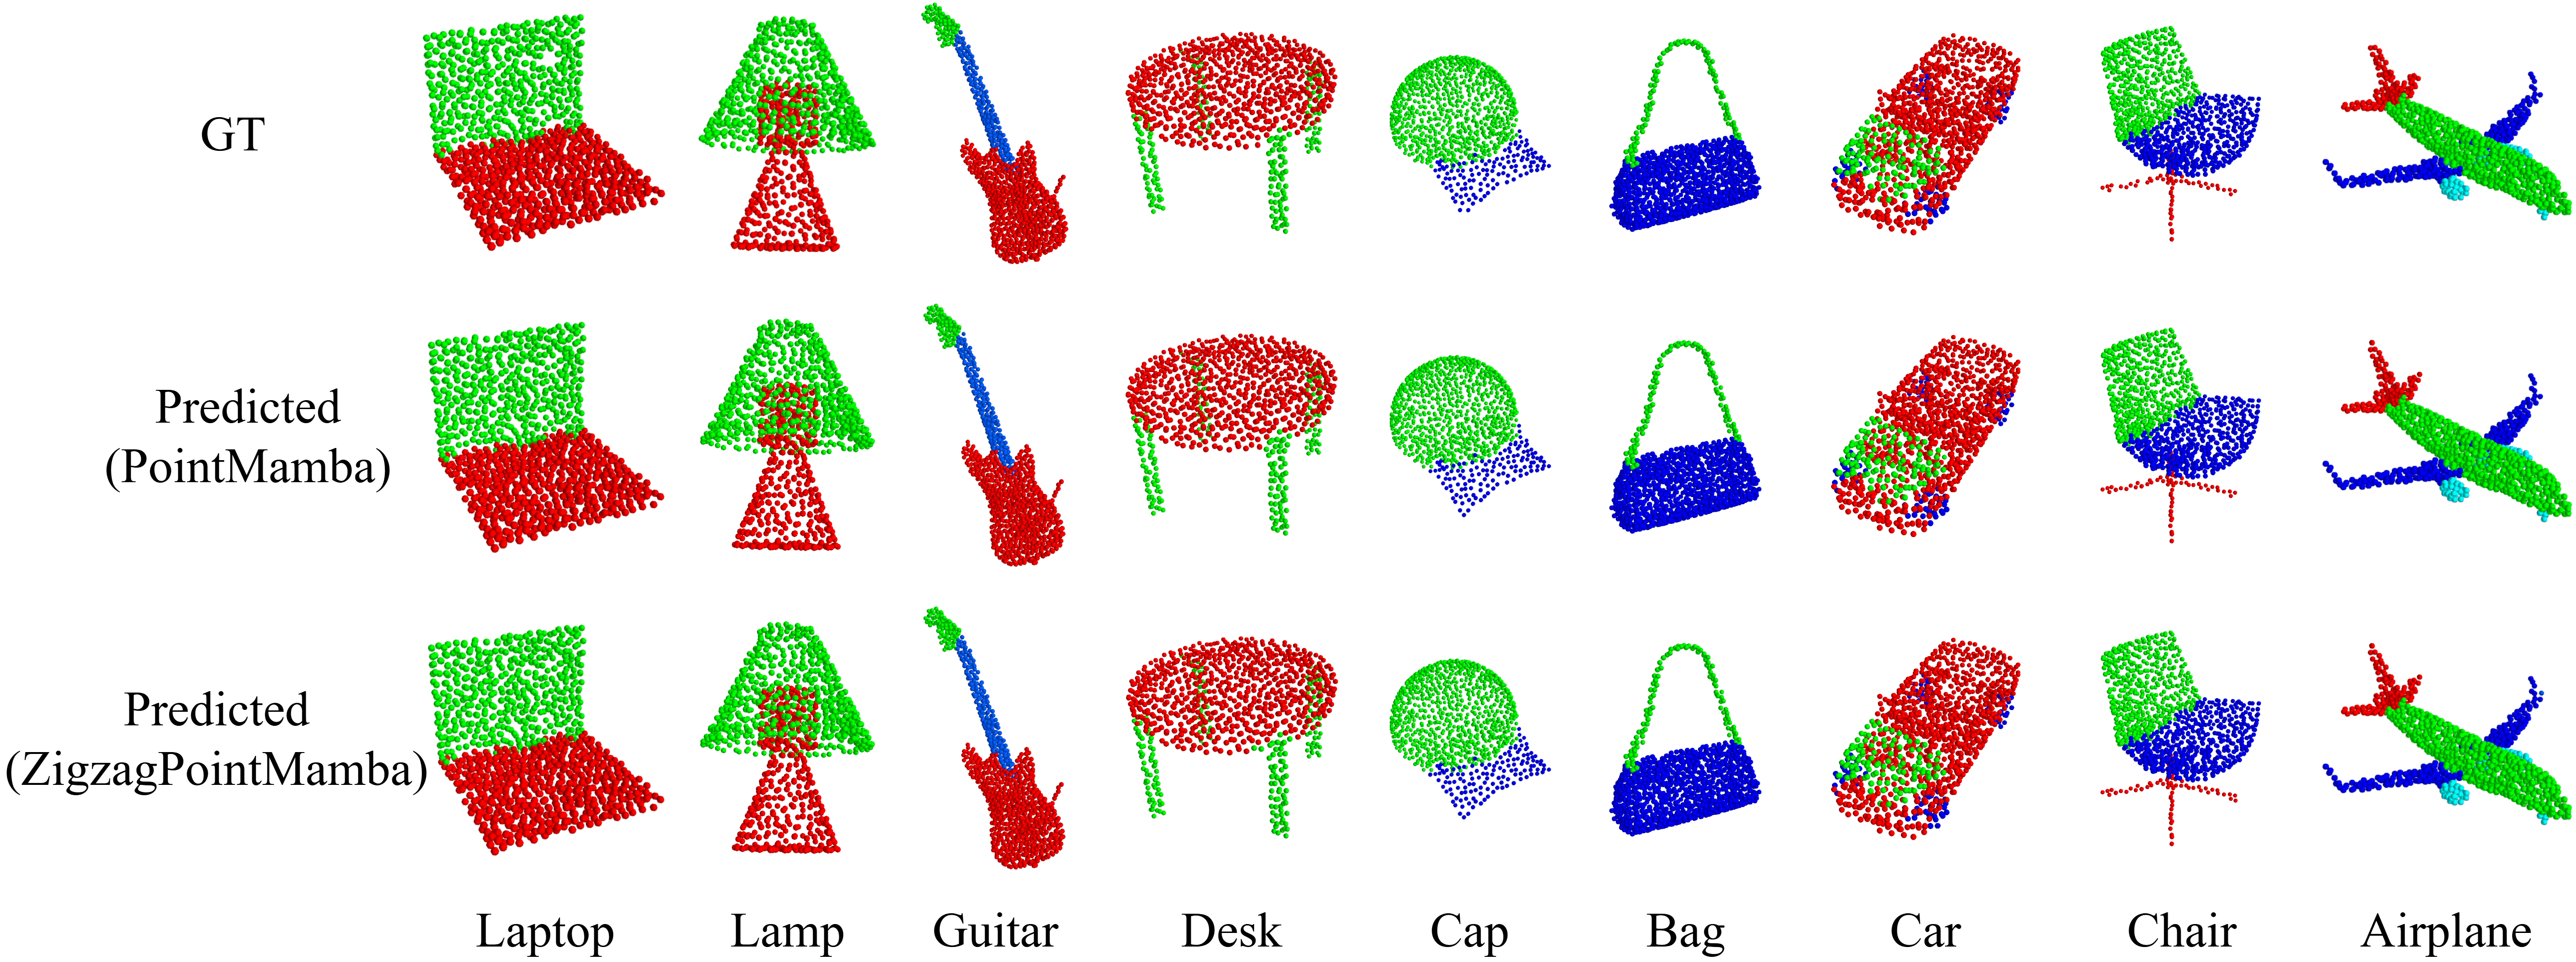 GT
Predicted
(PointMamba)
Predicted
(ZigzagPointMamba)
Laptop Lamp Guitar Desk Cap Bag Car Chair Airplane